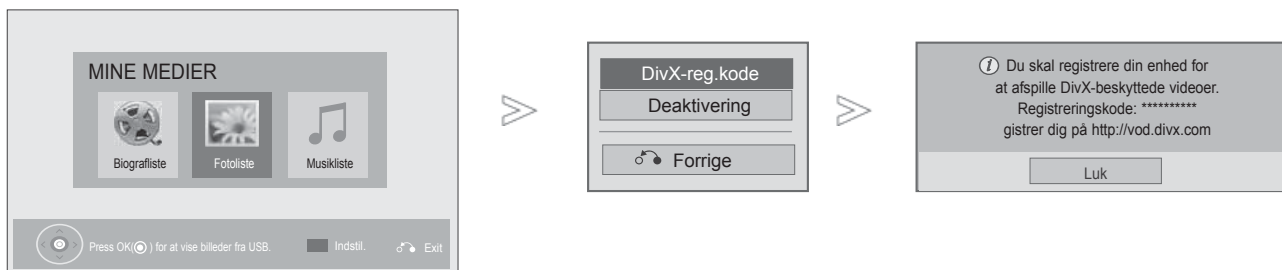 MINE MEDIER
Biografliste
Fotoliste
Musikliste
Press OK( ) for at vise billeder fra USB.
Indstil.
Exit
DivX-reg.kode
Deaktivering
Forrige
i Du skal registrere din enhed for
at afspille DivX-beskyttede videoer.
Registreringskode: **********
gistrer dig på http://vod.divx.com
Luk